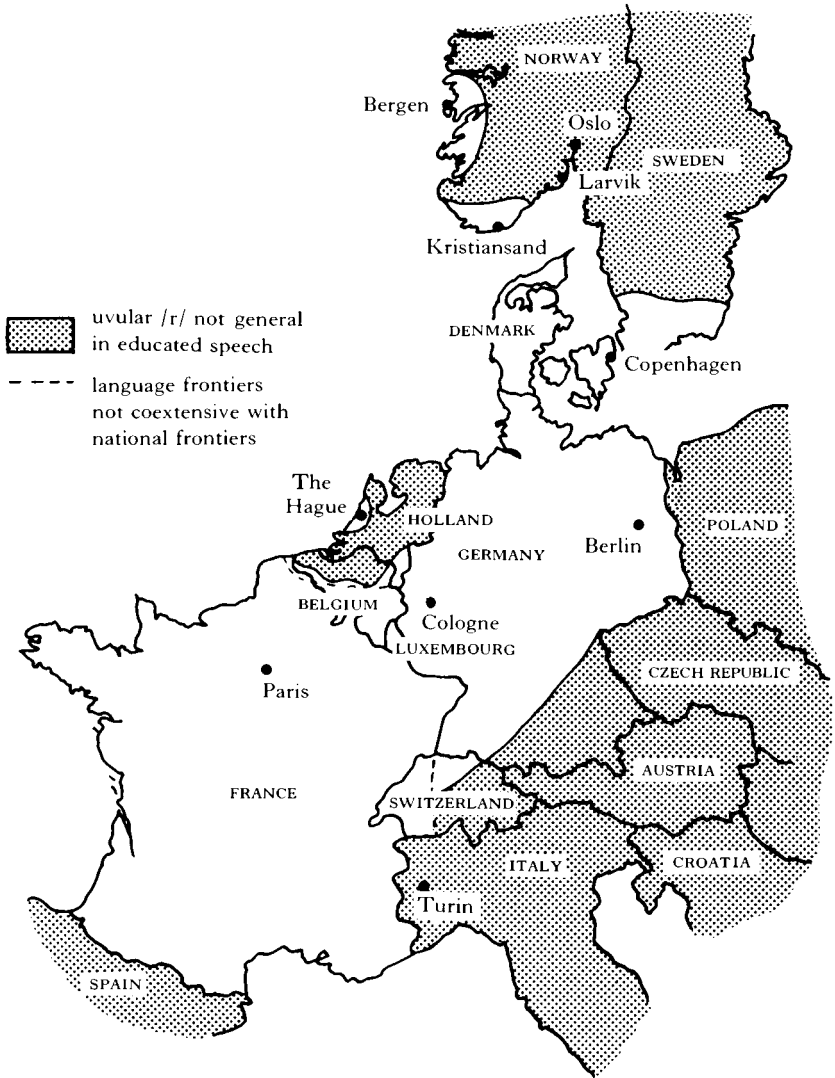 NORWAY
Bergen
Oslo
SWEDEN
Larvik
Kristiansand
uvular /r/ not general
in educated speech
DENMARK
Copenhagen
language frontiers
not coextensive with
national frontiers
The
Hague
HOLLAND
POLAND
GERMANY
Berlin
BELGIUM
Cologne
LUXEMBOURG
CZECH REPUBLIC
Paris
AUSTRIA
FRANCE
SWITZERLAND
ITALY
CROATIA
Turin
SPAIN